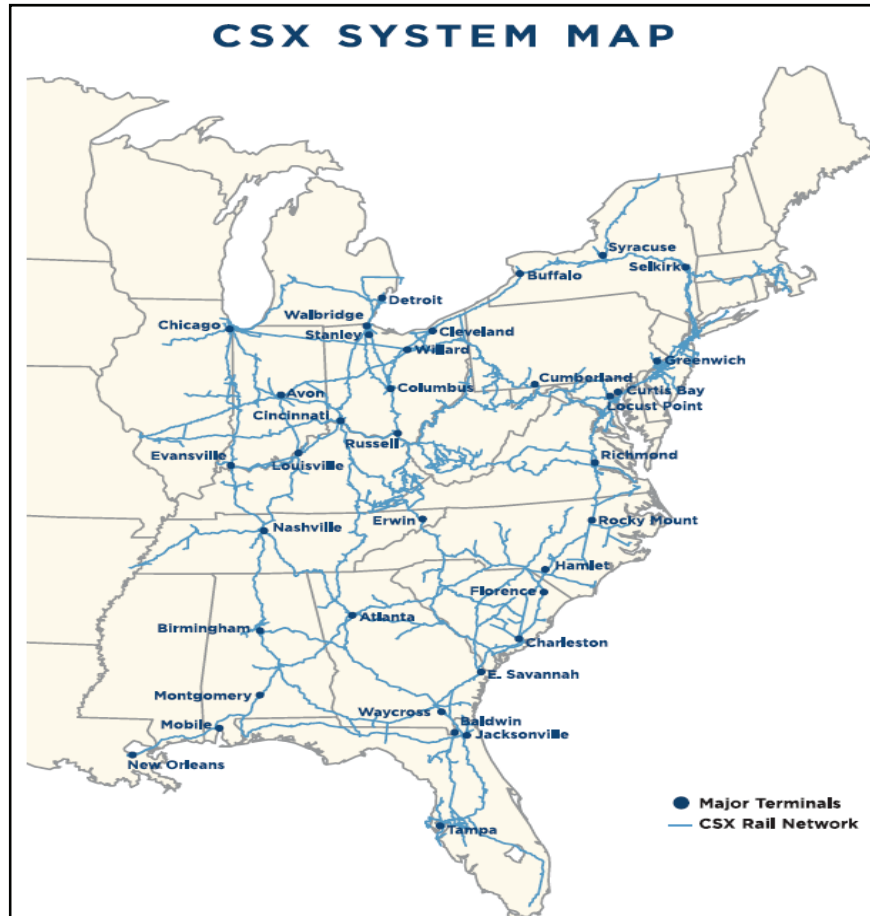 CSX SYSTEM MAP
Syracuse
Selkirk
Buffalo
Detroit
Walbridge
Stanley
Chicago
Cleveland
Willard
Greenwich
Cumberland
Curtis Bay
Locust Point
Columbus
Avon
Cincinnati
Russell
Evansville
Louisville
Richmond
Erwin
Rocky Mount
Nashville
Hamlet
Florence
Atlanta
Birmingham
Charleston
E. Savannah
Montgomery
Waycross
Mobile
Baldwin
Jacksonville
New Orleans
Major Terminals
CSX Rail Network
Tampa